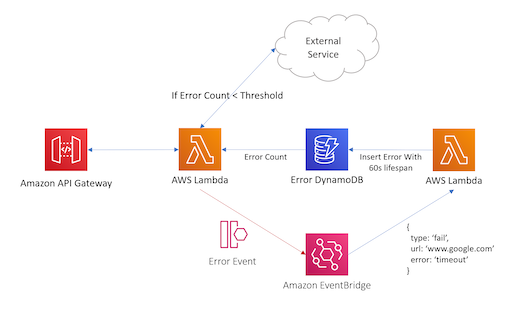 External
Service
If Error Count < Threshold
Amazon API Gateway
AWS Lambda
Error Count
Error DynamoDB
Insert Error With
60s lifespan
AWS Lambda
Error Event
Amazon EventBridge
{
type: ‘fail’,
url: ‘www.google.com’
error: ‘timeout’
}